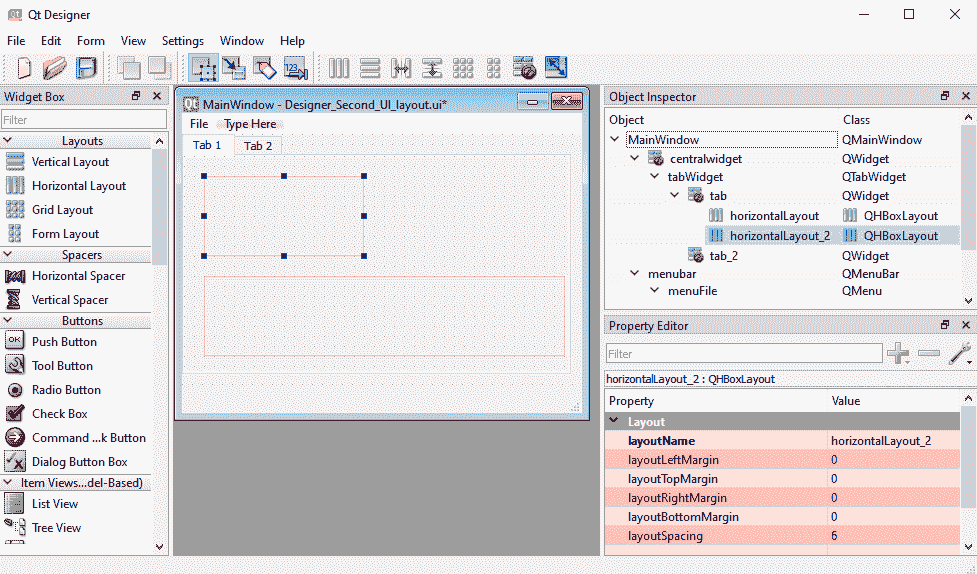 Qt Designer
File Edit Form View Settings Window Help
123
Widget Box
Filter
Layouts
Vertical Layout
Horizontal Layout
Grid Layout
Form Layout
Spacers
Horizontal Spacer
Vertical Spacer
Buttons
OK Push Button
Tool Button
Radio Button
Check Box
Command ...k Button
Dialog Button Box
Item Views...del-Based)
List View
Tree View
Qt MainWindow - Designer_Second_UI_layout.ui*
File Type Here
Tab 1 Tab 2
Object Inspector
Object Class
MainWindow QMainWindow
centralwidget QWidget
tabWidget QTabWidget
tab QWidget
horizontalLayout QHBoxLayout
horizontalLayout_2 QHBoxLayout
tab_2 QWidget
menubar QMenuBar
menuFile QMenu
Property Editor
Filter
horizontalLayout_2 : QHBoxLayout
Property Value
Layout
layoutName horizontalLayout_2
layoutLeftMargin 0
layoutTopMargin 0
layoutRightMargin 0
layoutBottomMargin 0
layoutSpacing 6